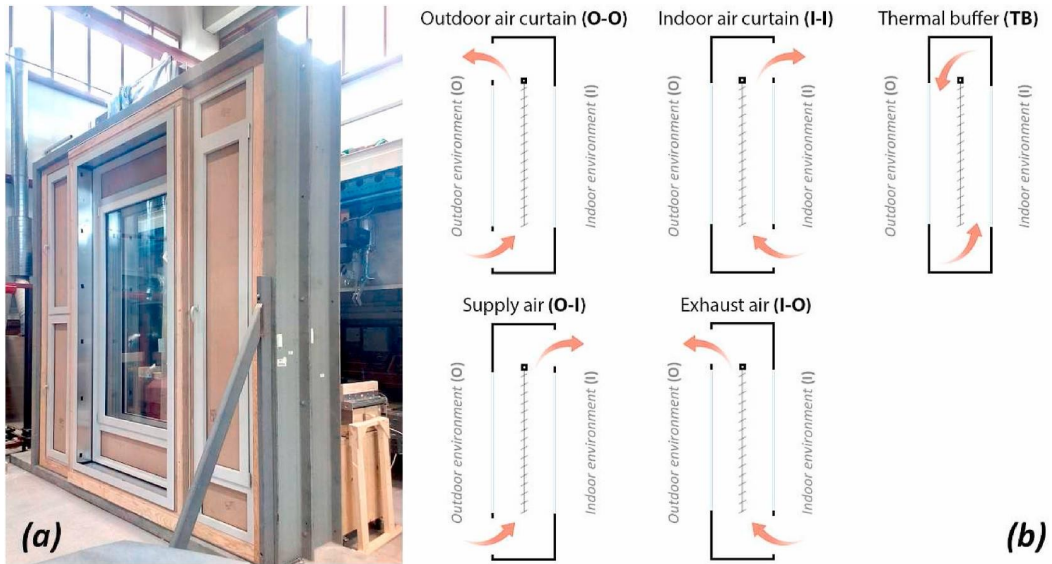 Outdoor air curtain (O-O)
Indoor air curtain (I-I)
Thermal buffer (TB)
Outdoor environment (O)
Indoor environment (I)
Outdoor environment (O)
Indoor environment (I)
Outdoor environment (O)
Indoor environment (I)
Supply air (O-I)
Exhaust air (I-O)
Outdoor environment (O)
Indoor environment (I)
Outdoor environment (O)
Indoor environment (I)
(a)
(b)